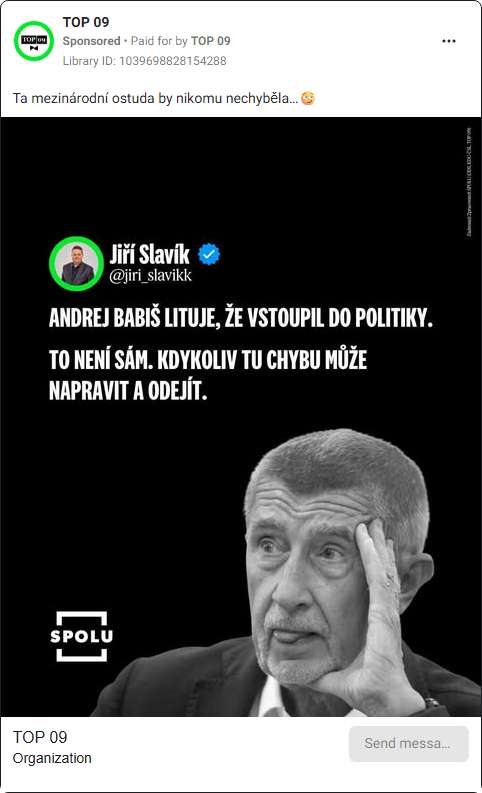 TOP 09
Sponsored • Paid for by TOP 09
Library ID: 1039698828154288
Ta mezinárodní ostuda by nikomu nechyběla...😳
TOP 09
Jiří Slavík
@jiri_slavikk
ANDREJ BABIŠ LITUJE, ŽE VSTOUPIL DO POLITIKY.
TO NENÍ SÁM. KDYKOLIV TU CHYBU MŮŽE
NAPRAVIT A ODEJÍT.
SPOLU
TOP 09
Organization
Send messa...